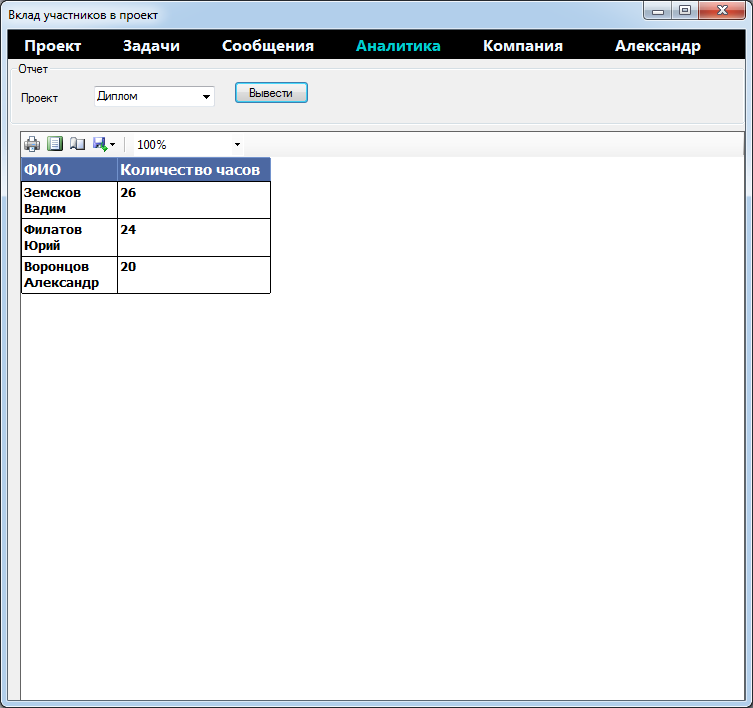 Вклад участников в проект
Проект Задачи Сообщения Аналитика Компания Александр
Отчет
Проект Диплом Вывести
100%
ФИО Количество часов
Земсков 26
Вадим
Филатов 24
Юрий
Воронцов 20
Александр